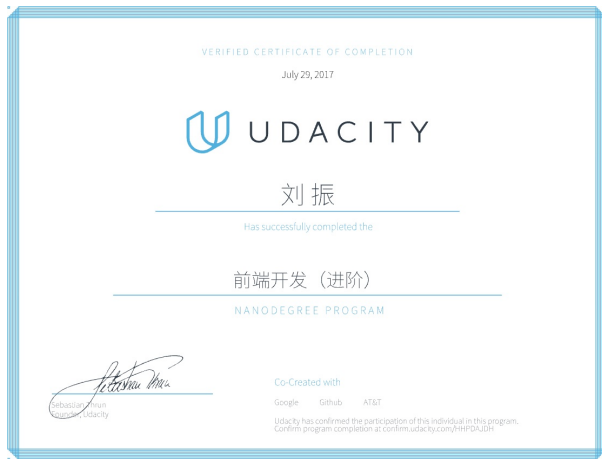 VERIFIED CERTIFICATE OF COMPLETION
July 29, 2017
UDACITY
刘 振
Has successfully completed the
前端开发（进阶）
NANODEGREE PROGRAM
Sebastian Thrun
Sebastian Thrun
Founder, Udacity
Co-Created with
Google Github AT&T
Udacity has confirmed the participation of this individual in this program.
Confirm program completion at confirm.udacity.com/HHPDAJDH